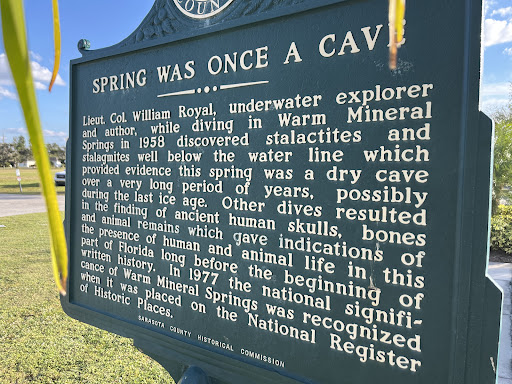 COUNTY
SPRING WAS ONCE A CAVE
Lieut. Col. William Royal, underwater explorer
and author, while diving in Warm Mineral
Springs in 1958 discovered stalactites and
stalagmites well below the water line which
provided evidence this spring was a dry cave
over a very long period of years, possibly
during the last ice age. Other dives resulted
in the finding of ancient human skulls, bones
and animal remains which gave indications of
the presence of human and animal life in this
part of Florida long before the beginning of
written history. In 1977 the national signifi-
cance of Warm Mineral Springs was recognized
when it was placed on the National Register
of Historic Places.
SARASOTA COUNTY HISTORICAL COMMISSION